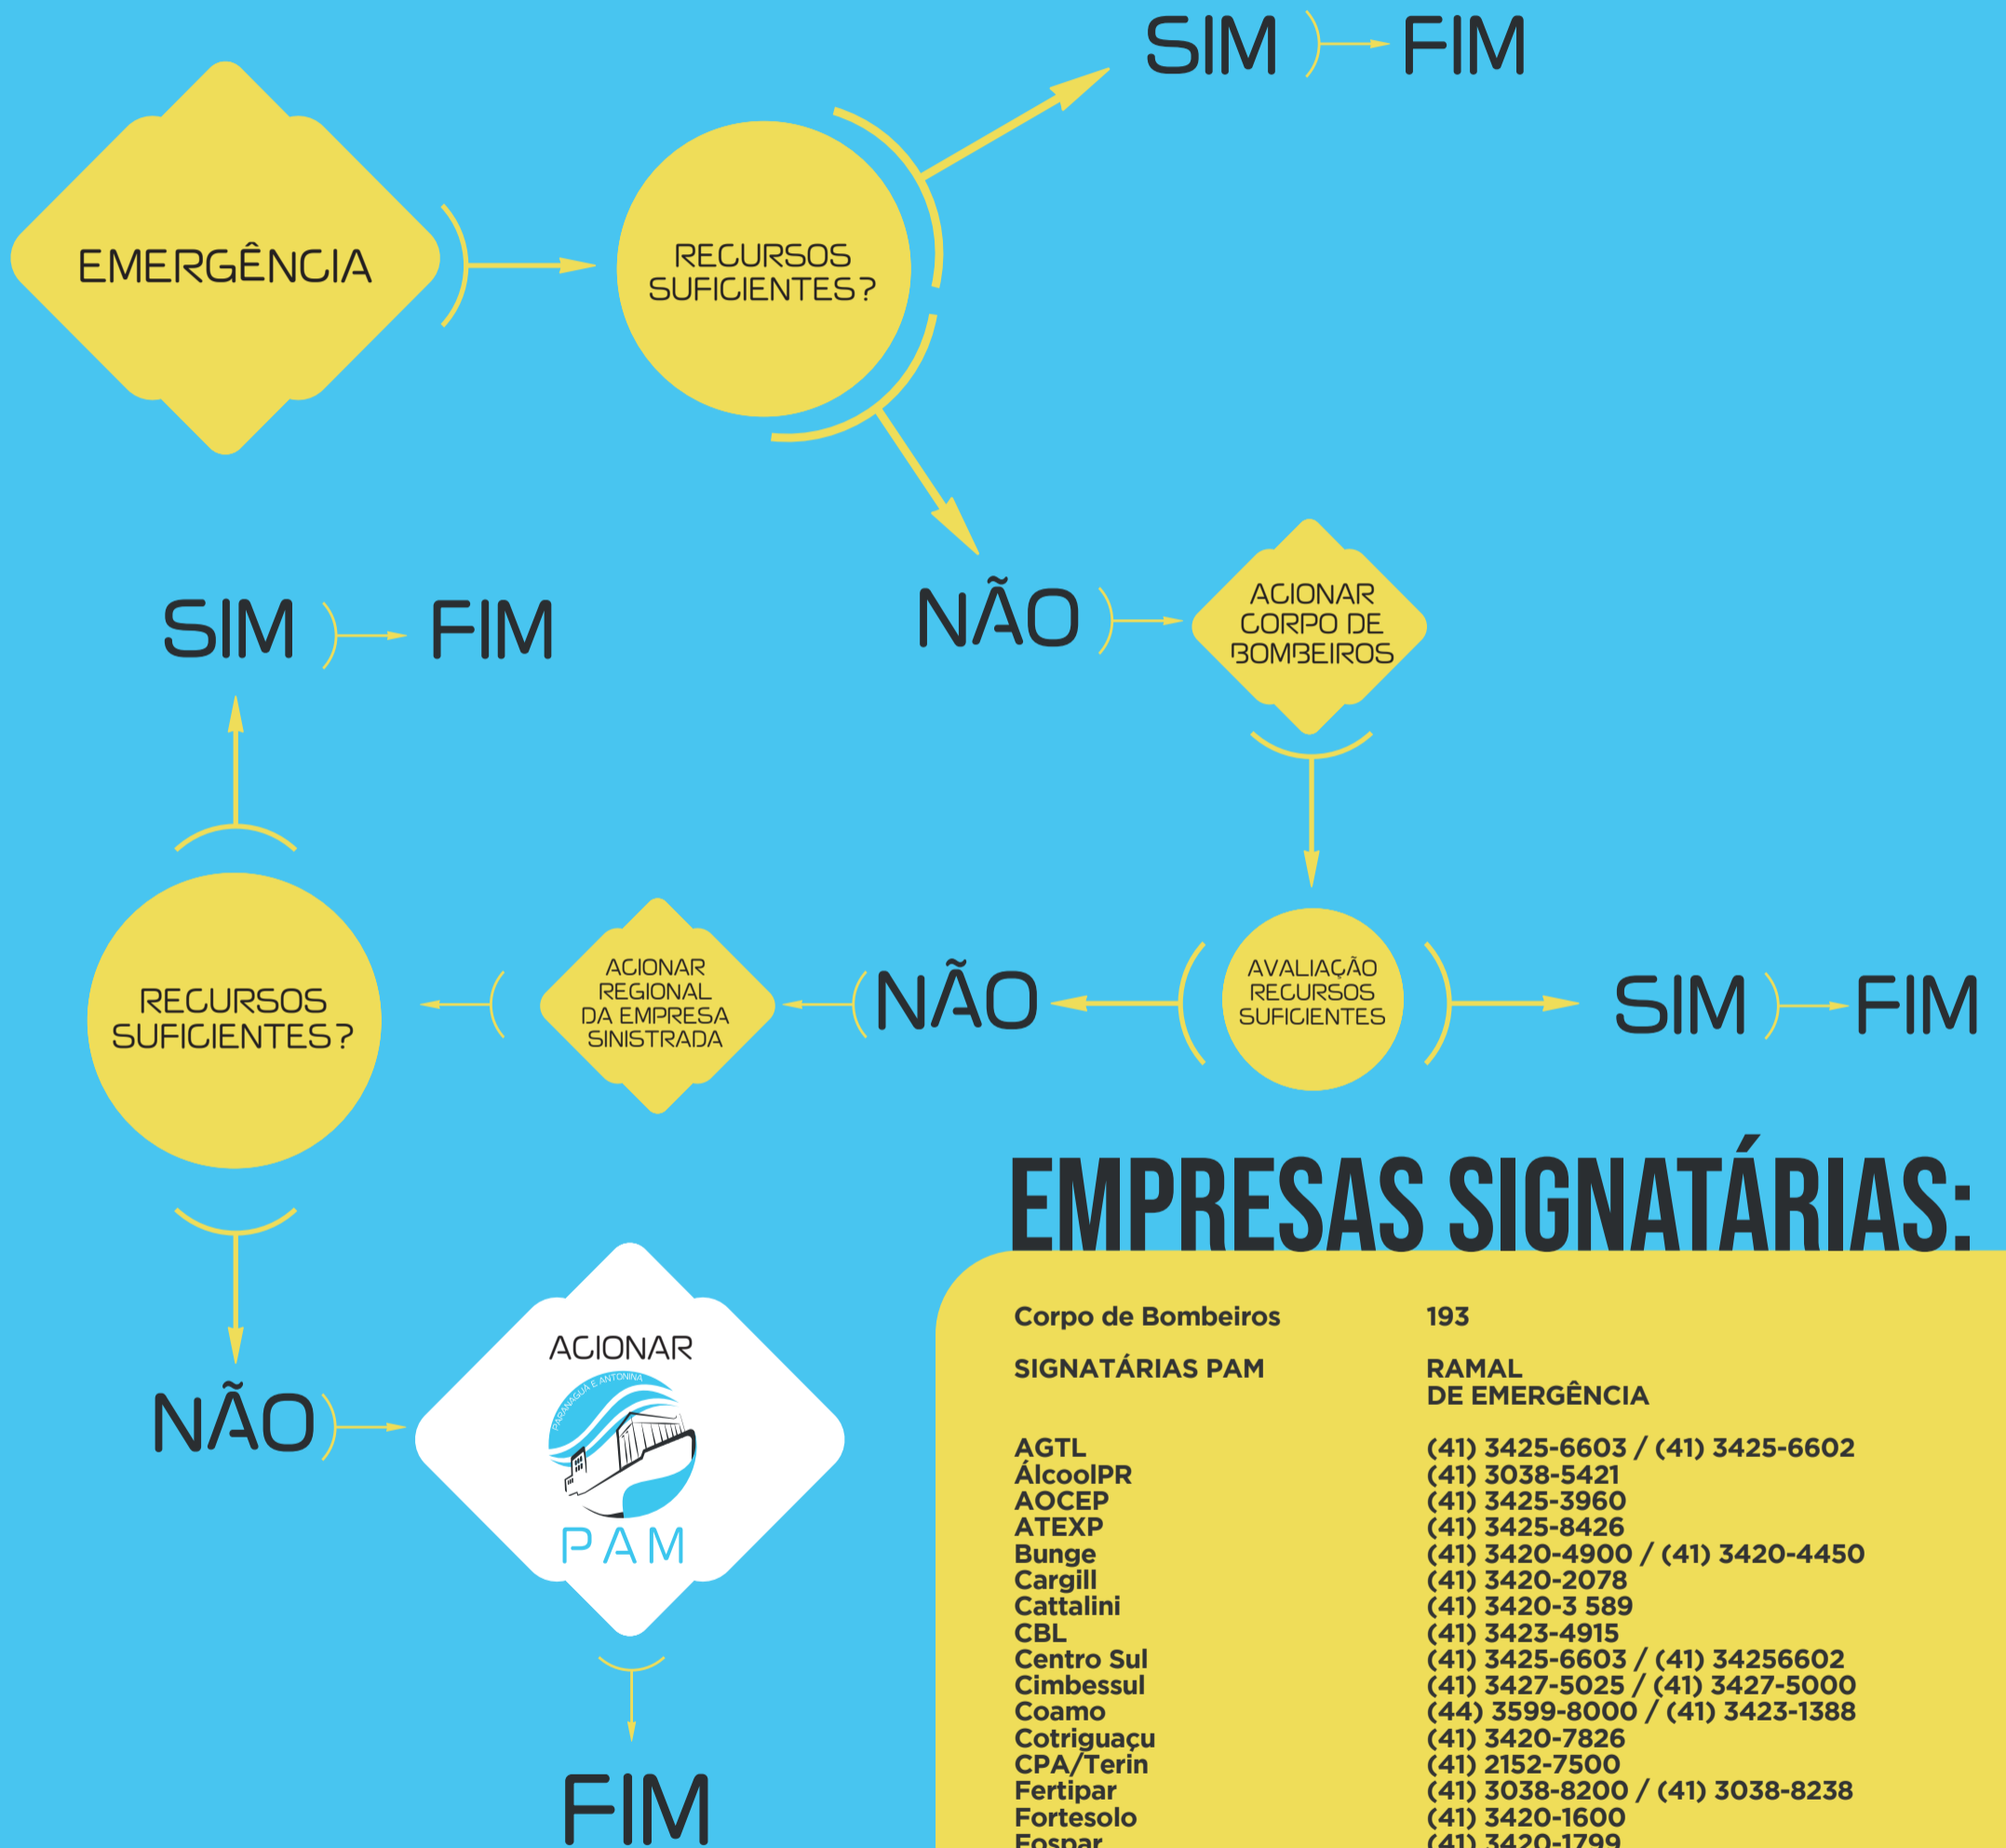 EMERGÊNCIA
RECURSOS
SUFICIENTES?
SIM
FIM
NÃO
ACIONAR
CORPO DE
BOMBEIROS
AVALIAÇÃO
RECURSOS
SUFICIENTES
SIM
FIM
NÃO
ACIONAR
REGIONAL
DA EMPRESA
SINISTRADA
RECURSOS
SUFICIENTES?
SIM
FIM
NÃO
ACIONAR
PARANAGUÁ E ANTONINA
PAM
FIM
EMPRESAS SIGNATÁRIAS:
Corpo de Bombeiros 193
SIGNATÁRIAS PAM RAMAL
DE EMERGÊNCIA
AGTL (41) 3425-6603 / (41) 3425-6602
ÁlcoolPR (41) 3038-5421
AOCEP (41) 3425-3960
ATEXP (41) 3425-8426
Bunge (41) 3420-4900 / (41) 3420-4450
Cargill (41) 3420-2078
Cattalini (41) 3420-3 589
CBL (41) 3423-4915
Centro Sul (41) 3425-6603 / (41) 34256602
Cimbessul (41) 3427-5025 / (41) 3427-5000
Coamo (44) 3599-8000 / (41) 3423-1388
Cotriguaçu (41) 3420-7826
CPA/Terin (41) 2152-7500
Fertipar (41) 3038-8200 / (41) 3038-8238
Fortesolo (41) 3420-1600
Fospar (41) 3420-1799